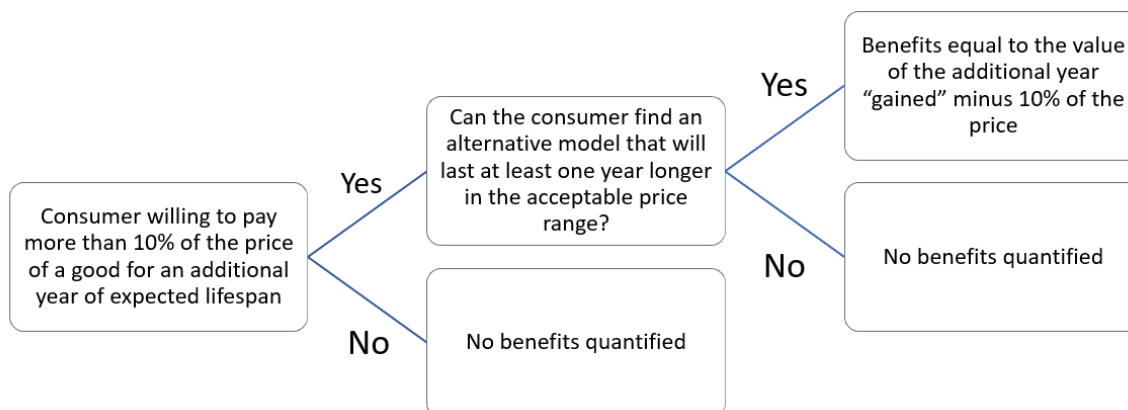 Consumer willing to pay
more than 10% of the price
of a good for an additional
year of expected lifespan
Yes
No
Can the consumer find an
alternative model that will
last at least one year longer
in the acceptable price
range?
No benefits quantified
Yes
No
Benefits equal to the value
of the additional year
“gained” minus 10% of the
price
No benefits quantified